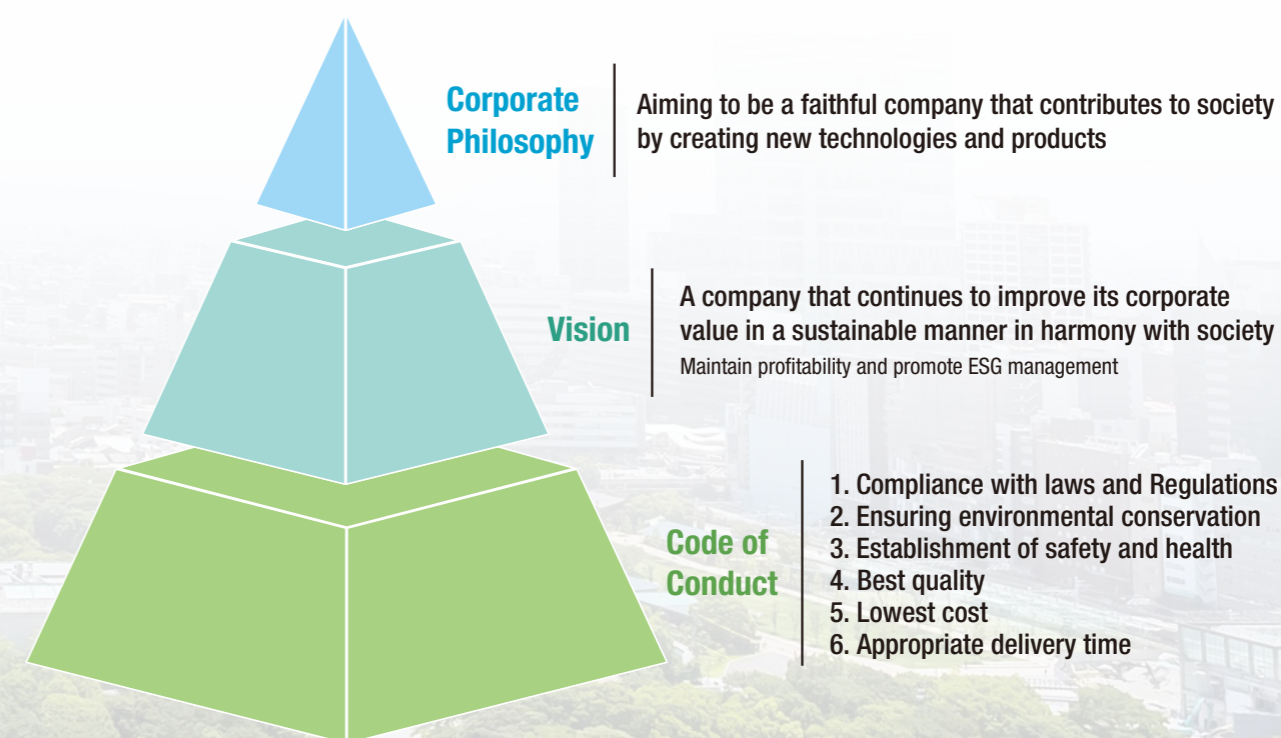 Corporate
Philosophy
Aiming to be a faithful company that contributes to society
by creating new technologies and products
Vision
A company that continues to improve its corporate
value in a sustainable manner in harmony with society
Maintain profitability and promote ESG management
Code of
Conduct
1. Compliance with laws and Regulations
2. Ensuring environmental conservation
3. Establishment of safety and health
4. Best quality
5. Lowest cost
6. Appropriate delivery time